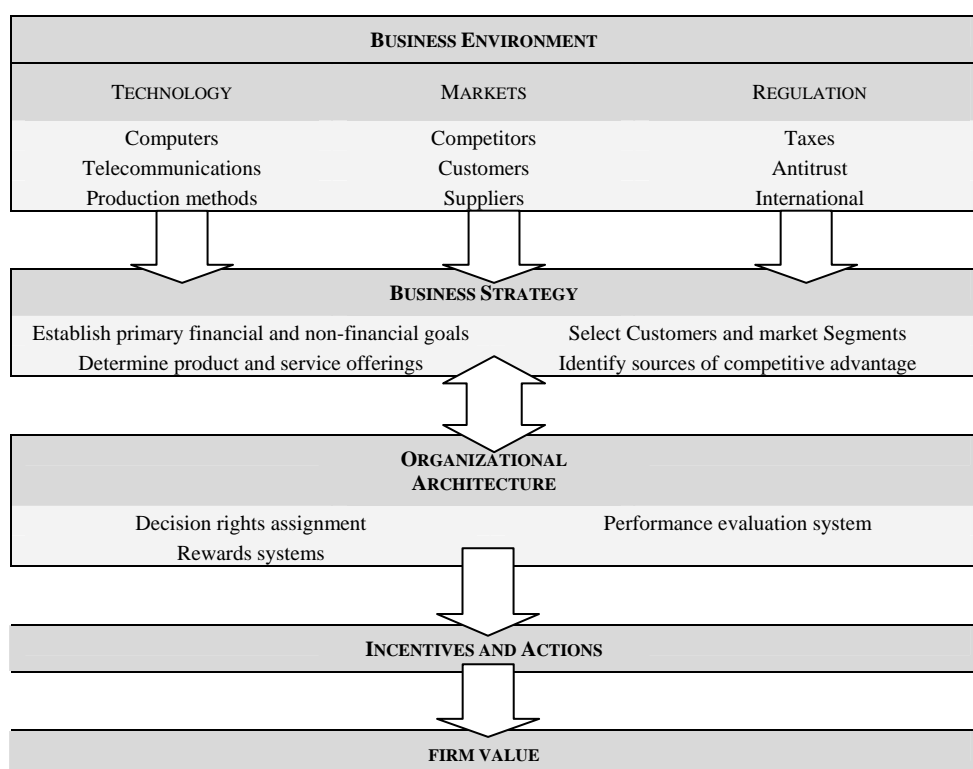 BUSINESS ENVIRONMENT
TECHNOLOGY MARKETS REGULATION
Computers Competitors Taxes
Telecommunications Customers Antitrust
Production methods Suppliers International
BUSINESS STRATEGY
Establish primary financial and non-financial goals Select Customers and market Segments
Determine product and service offerings Identify sources of competitive advantage
ORGANIZATIONAL
ARCHITECTURE
Decision rights assignment Performance evaluation system
Rewards systems
INCENTIVES AND ACTIONS
FIRM VALUE